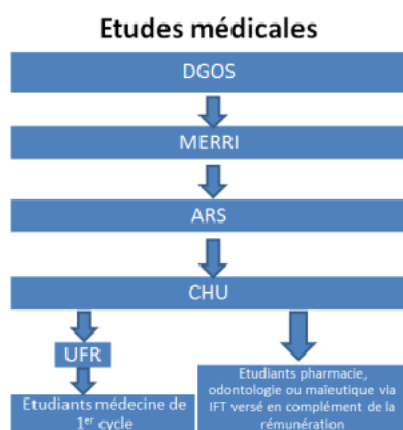 Etudes médicales
DGOS
MERRI
ARS
CHU
UFR
Etudiants médecine de
1er cycle
Etudiants pharmacie,
odontologie ou maïeutique via
IFT versé en complément de la
rémunération